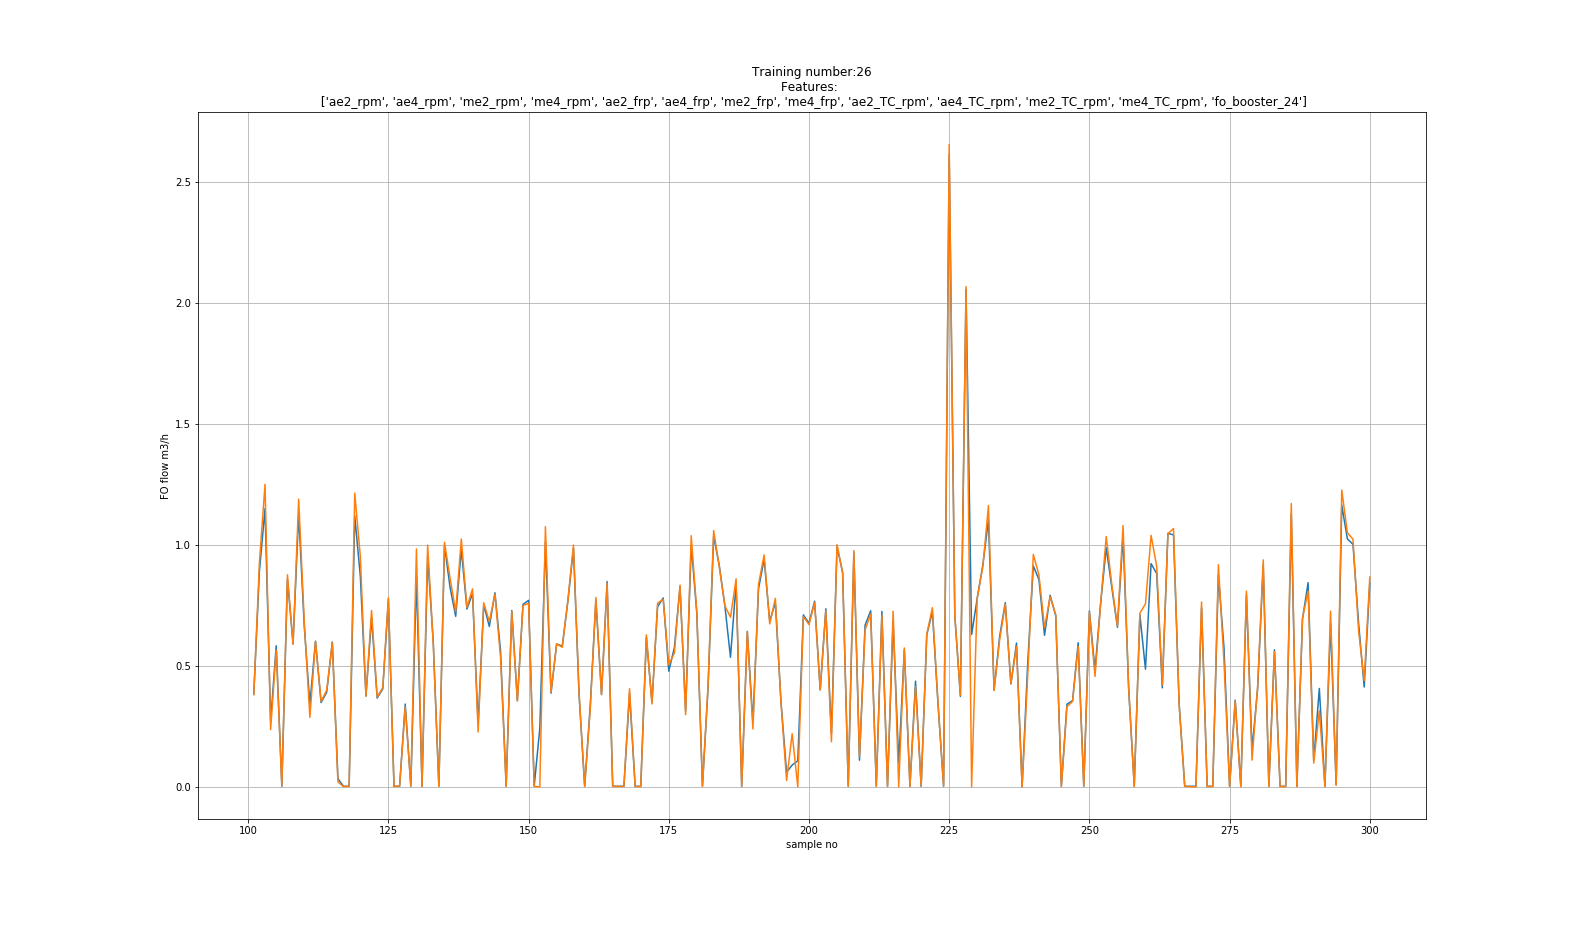 Training number:26
Features:
['ae2_rpm', 'ae4_rpm', 'me2_rpm', 'me4_rpm', 'ae2_frp', 'ae4_frp', 'me2_frp', 'me4_frp', 'ae2_TC_rpm', 'ae4_TC_rpm', 'me2_TC_rpm', 'me4_TC_rpm', 'fo_booster_24']
2.5
2.0
1.5
1.0
0.5
0.0
FO flow m3/h
100 125 150 175 200 225 250 275 300
sample no